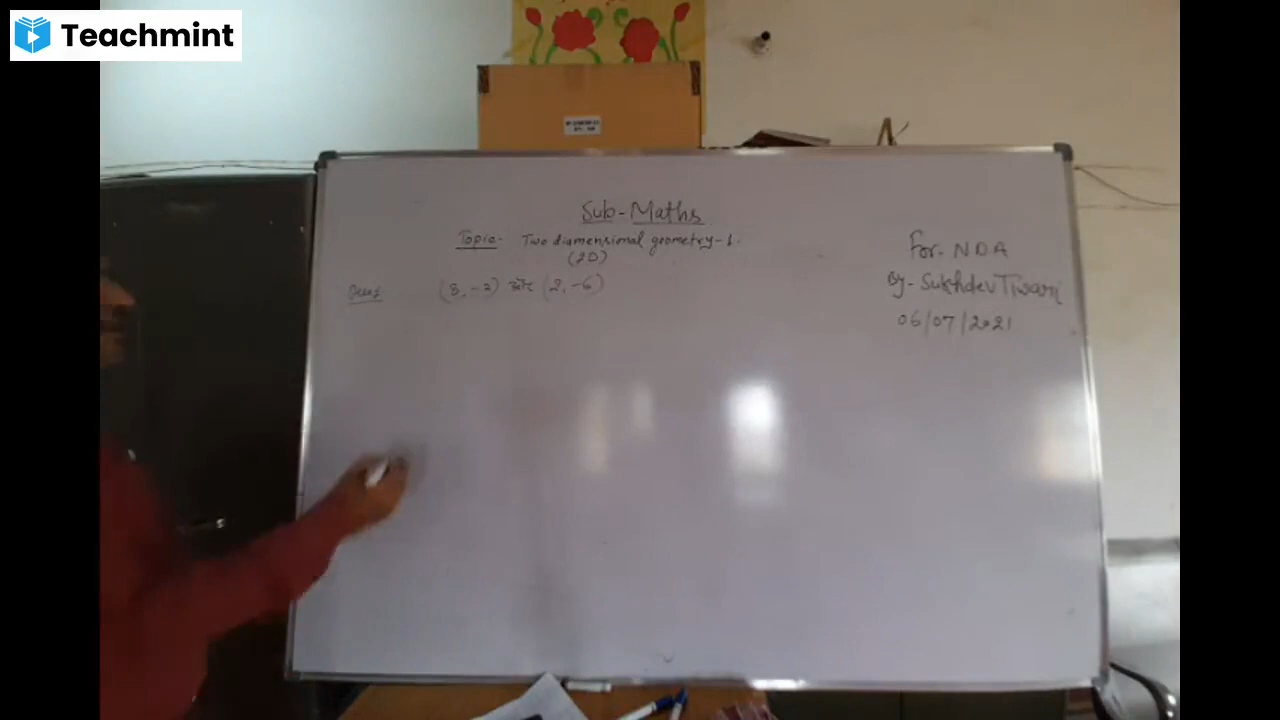 Teachmint
Sub-Maths
Topic- Two diamensional geometry-1.
(2D)
For- NDA
Ques (8, -2) और (2, -6)
By- Sukhdev Tiwari
06/07/2021